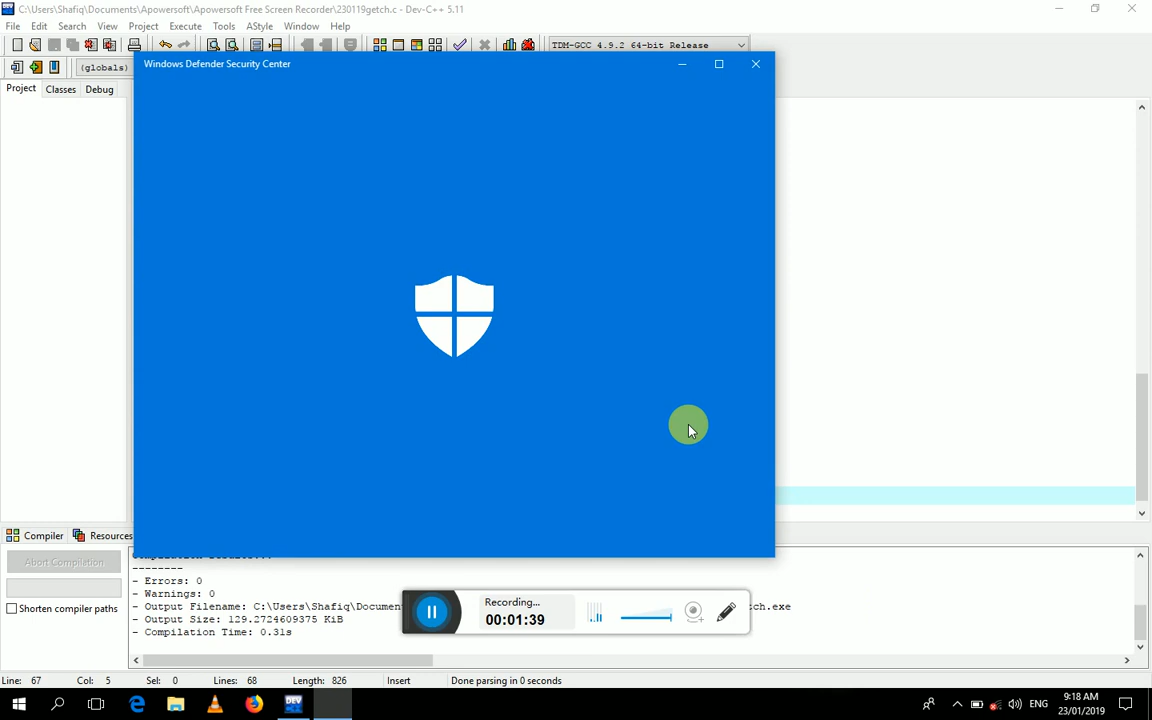 C:\Users\Shafiq\Documents\Apowersoft\Apowersoft Free Screen Recorder\230119getch.c - Dev-C++ 5.11
File Edit Search View Project Execute Tools AStyle Window Help
TDM-GCC 4.9.2 64-bit Release
(globals)
Windows Defender Security Center
Project Classes Debug
Compiler Resources
Abort Compilation
Shorten compiler paths
--------
- Errors: 0
- Warnings: 0
- Output Filename: C:\Users\Shafiq\Documen
ch.exe
- Output Size: 129.2724609375 KiB
- Compilation Time: 0.31s
Recording...
00:01:39
Line: 67 Col: 5 Sel: 0 Lines: 68 Length: 826 Insert Done parsing in 0 seconds
DEV
ENG
9:18 AM
23/01/2019